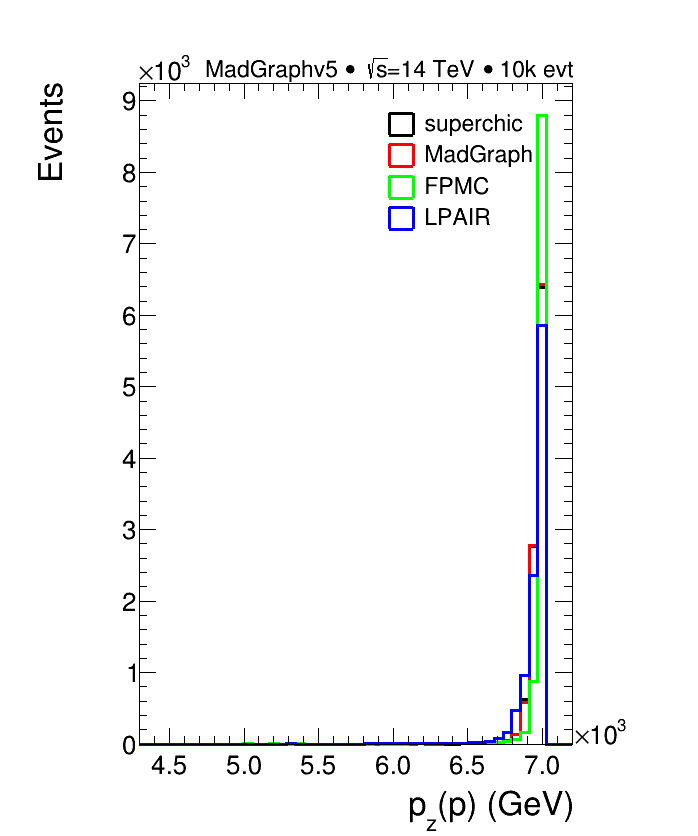 ×10³ MadGraphv5 • √s=14 TeV • 10k evt
Events
superchic
MadGraph
FPMC
LPAIR
9
8
7
6
5
4
3
2
1
0
4.5 5.0 5.5 6.0 6.5 7.0 ×10³
p_z(p) (GeV)